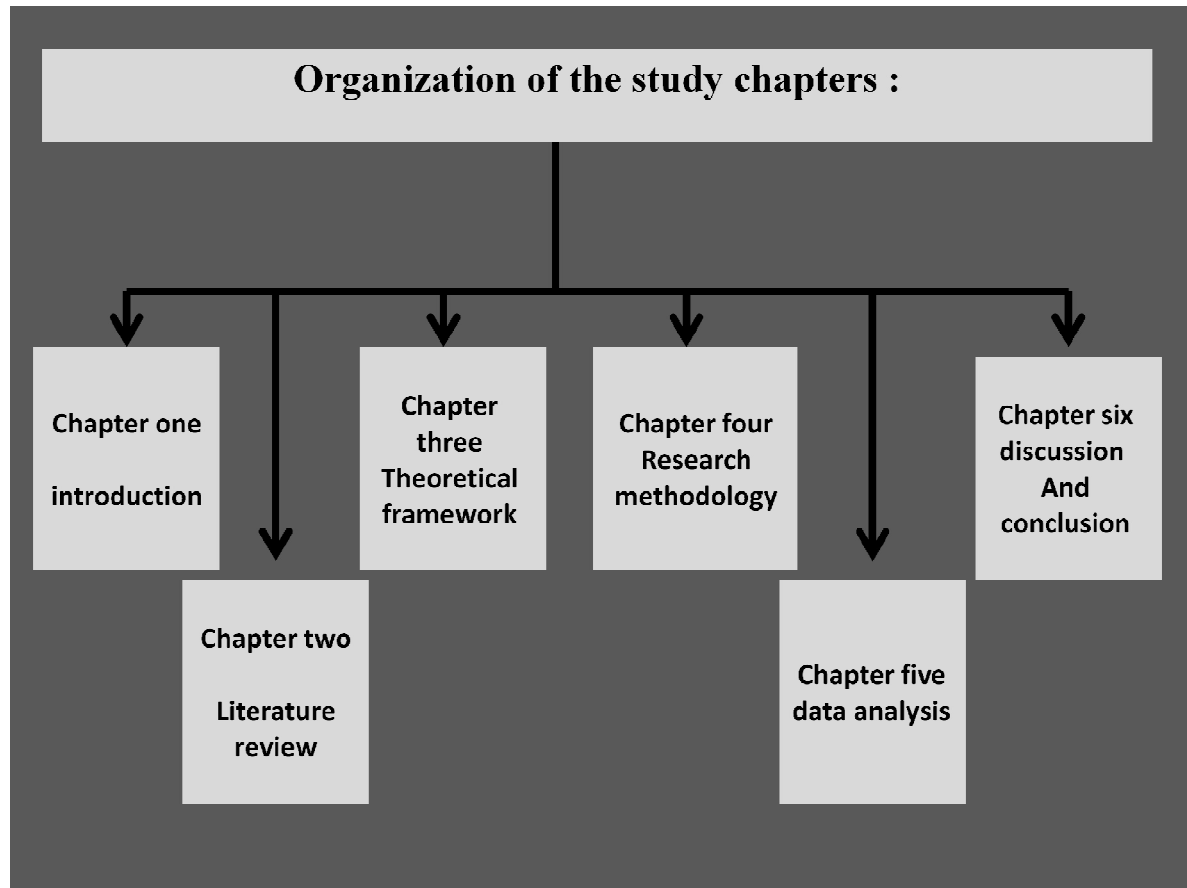 Organization of the study chapters :
Chapter one
introduction
Chapter two
Literature
review
Chapter
three
Theoretical
framework
Chapter four
Research
methodology
Chapter five
data analysis
Chapter six
discussion
And
conclusion